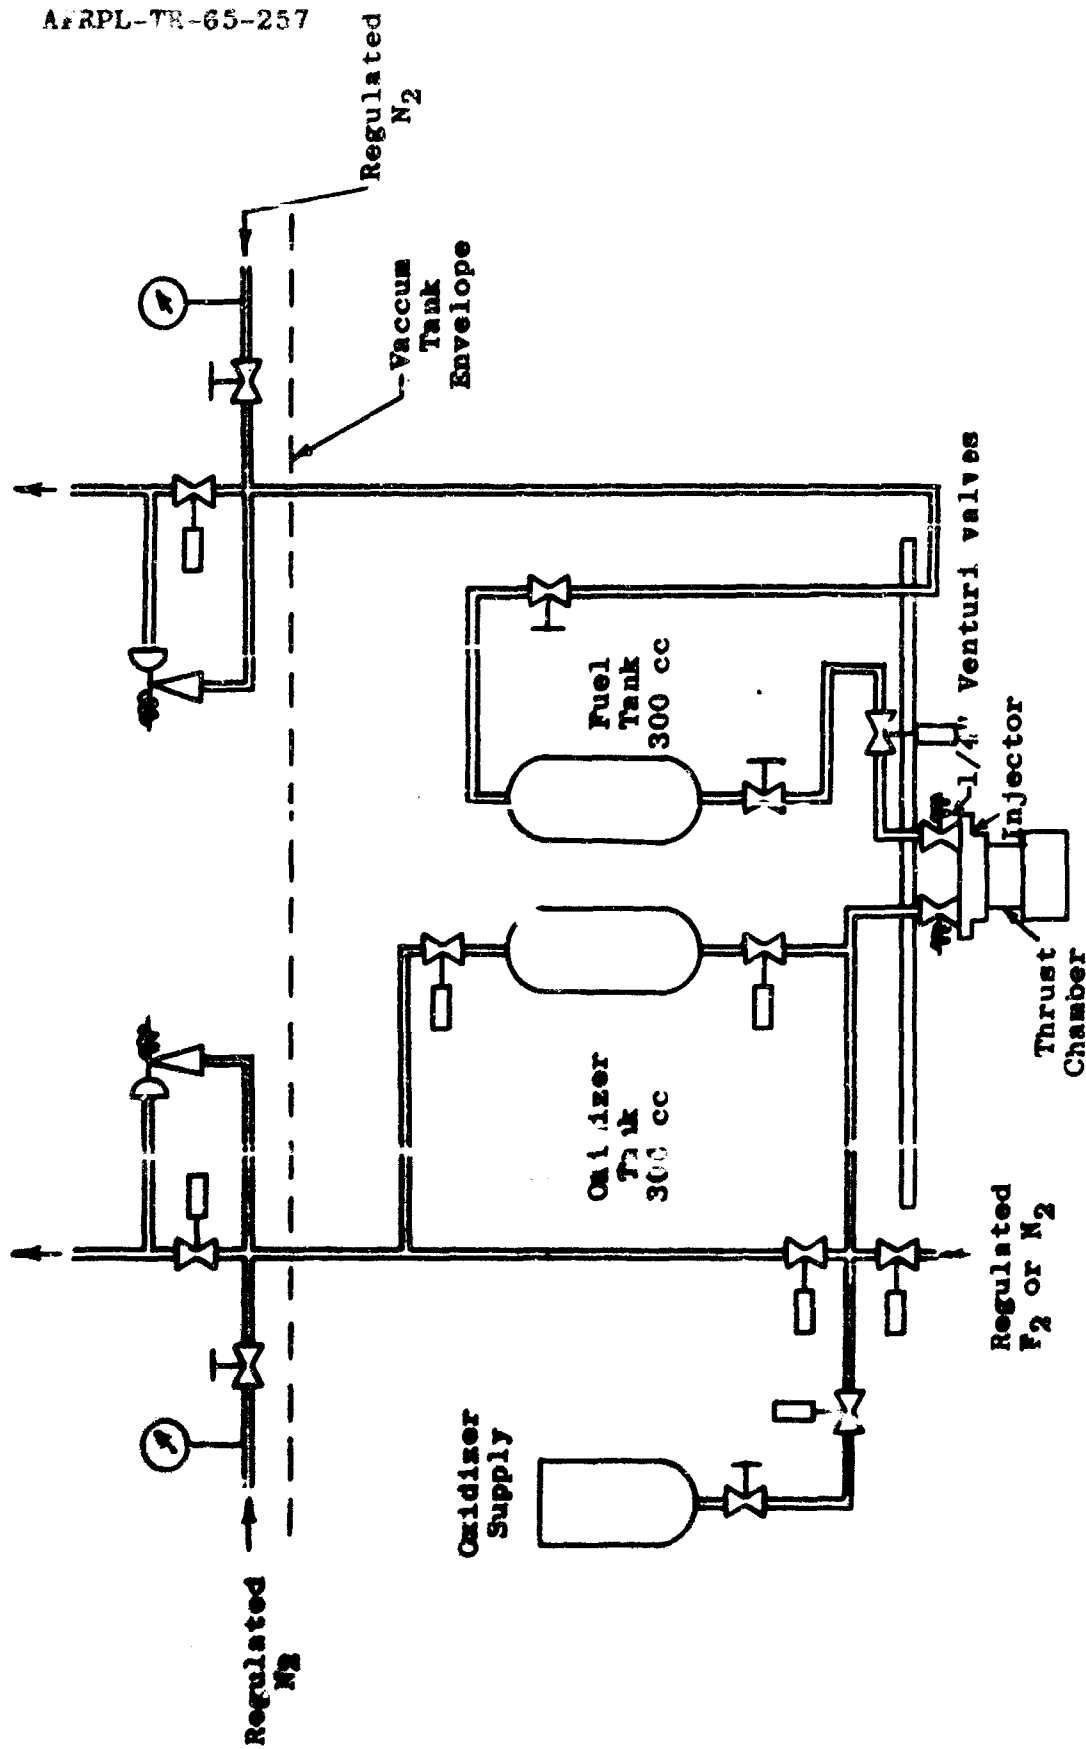 AFRPL-TR-65-257
Regulated
N2
Vaccum
Tank
Envelope
Fuel
Tank
300 cc
1/4" Venturi valves
Injector
Thrust
Chamber
Tank
300 cc
Regulated
F2 or N2
Oxidizer
Supply
Regulated
N2